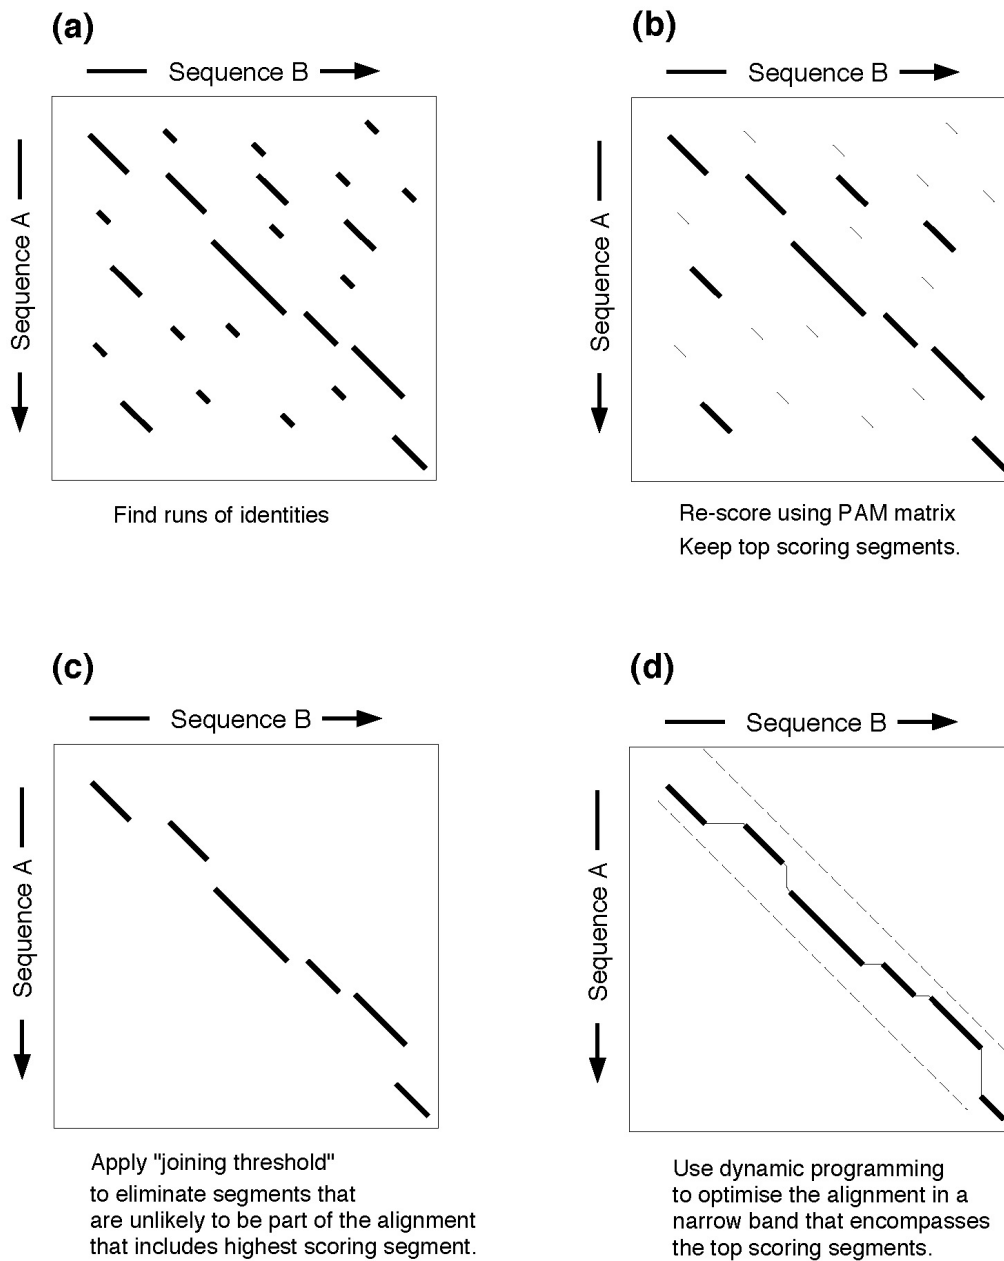 (a)
Sequence B
Sequence A
Find runs of identities
(b)
Sequence B
Sequence A
Re-score using PAM matrix
Keep top scoring segments.
(c)
Sequence B
Sequence A
Apply "joining threshold"
to eliminate segments that
are unlikely to be part of the alignment
that includes highest scoring segment.
(d)
Sequence B
Sequence A
Use dynamic programming
to optimise the alignment in a
narrow band that encompasses
the top scoring segments.